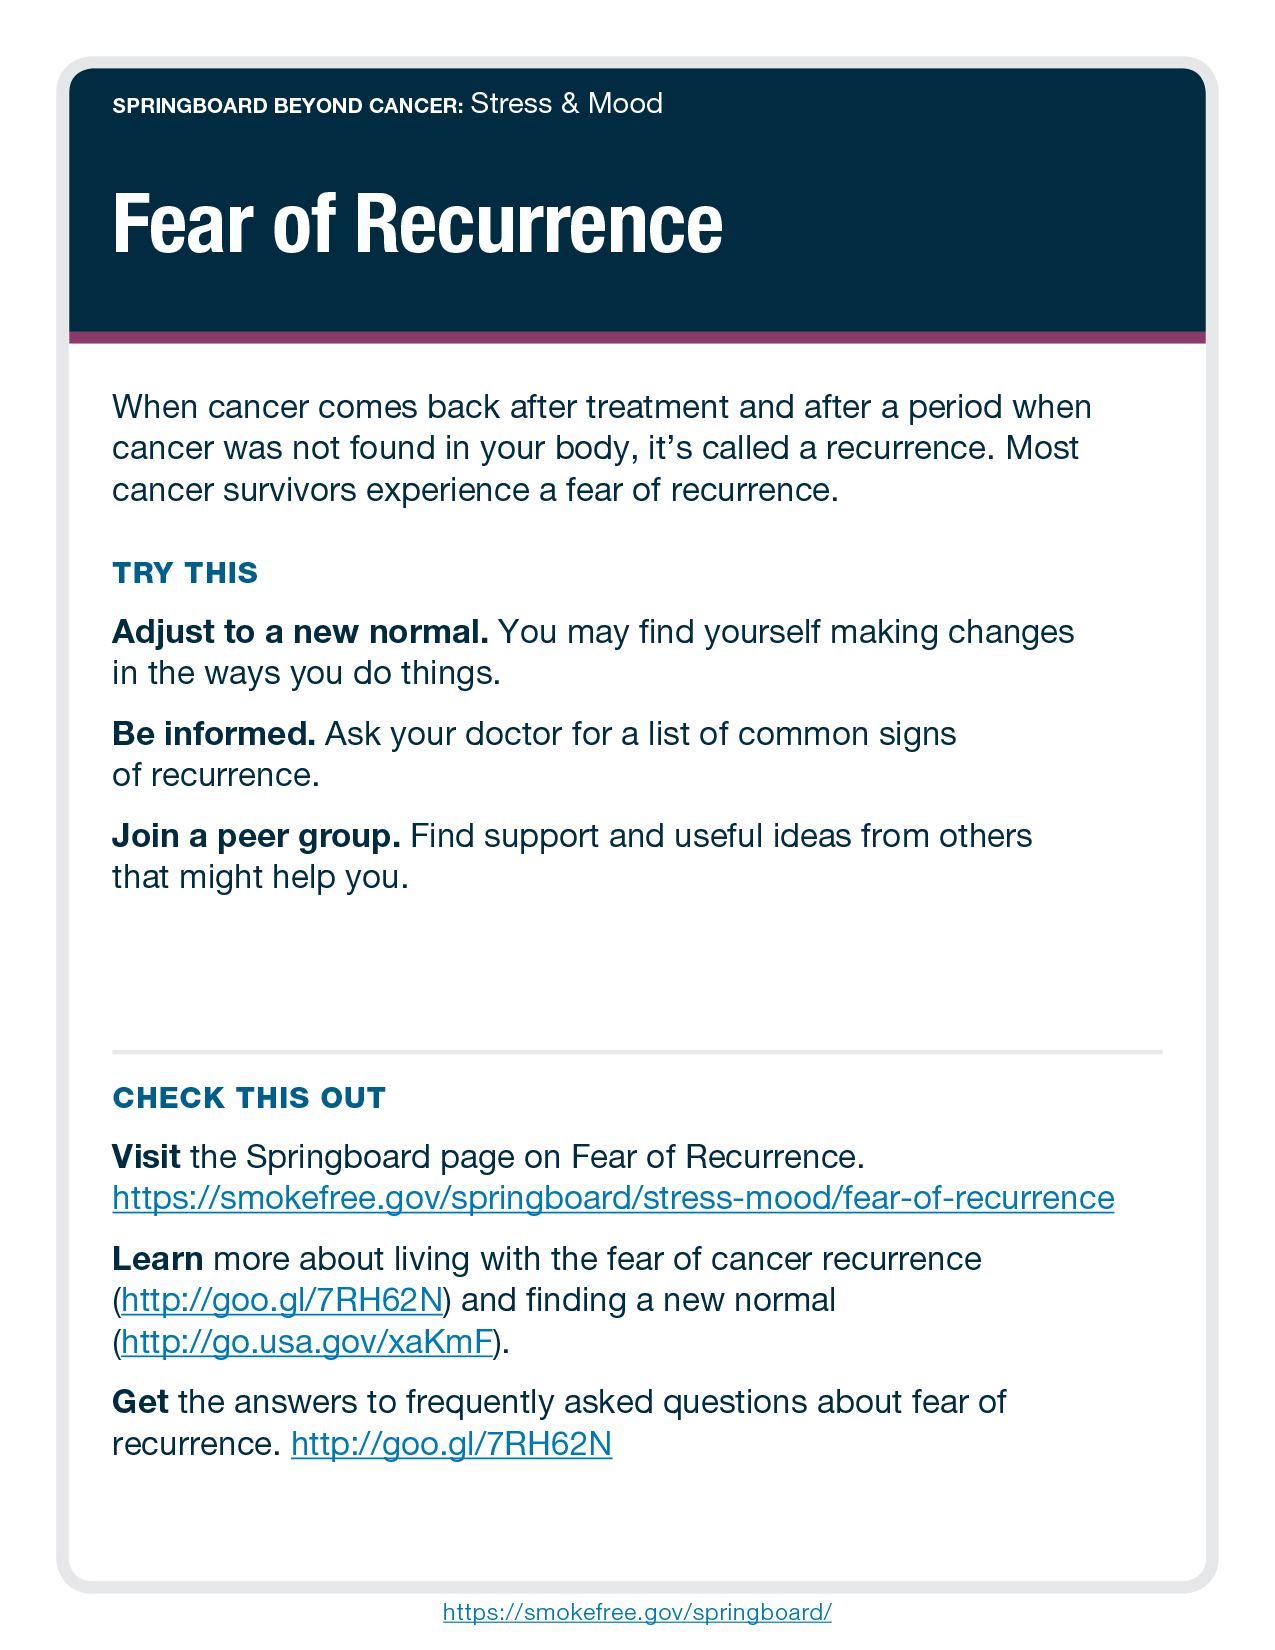 SPRINGBOARD BEYOND CANCER: Stress & Mood
Fear of Recurrence
When cancer comes back after treatment and after a period when
cancer was not found in your body, it’s called a recurrence. Most
cancer survivors experience a fear of recurrence.
TRY THIS
Adjust to a new normal. You may find yourself making changes
in the ways you do things.
Be informed. Ask your doctor for a list of common signs
of recurrence.
Join a peer group. Find support and useful ideas from others
that might help you.
CHECK THIS OUT
Visit the Springboard page on Fear of Recurrence.
https://smokefree.gov/springboard/stress-mood/fear-of-recurrence
Learn more about living with the fear of cancer recurrence
(http://goo.gl/7RH62N) and finding a new normal
(http://go.usa.gov/xaKmF).
Get the answers to frequently asked questions about fear of
recurrence. http://goo.gl/7RH62N
https://smokefree.gov/springboard/